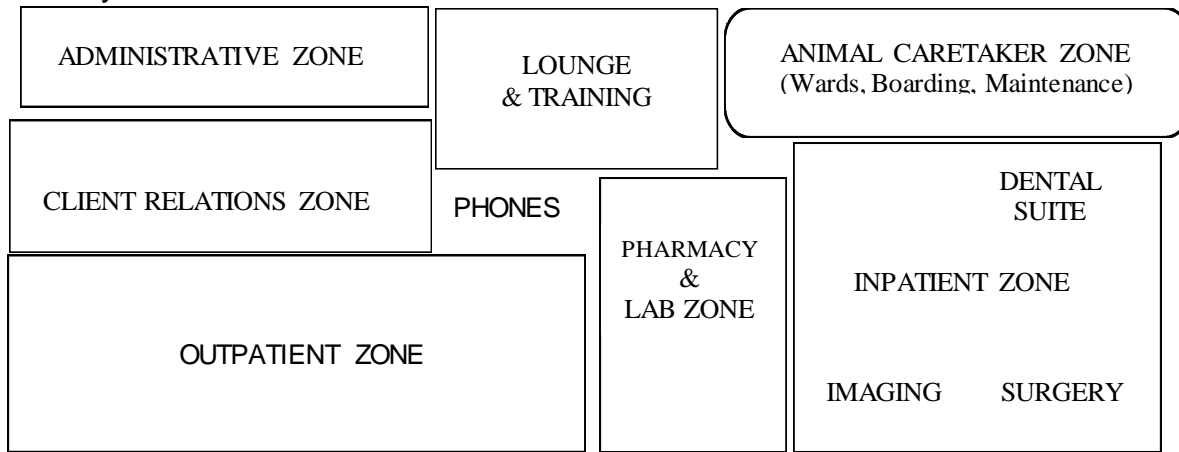 ADMINISTRATIVE ZONE
LOUNGE
& TRAINING
ANIMAL CARETAKER ZONE
(Wards, Boarding, Maintenance)
CLIENT RELATIONS ZONE
PHONES
DENTAL
SUITE
PHARMACY
&
LAB ZONE
INPATIENT ZONE
OUTPATIENT ZONE
IMAGING
SURGERY